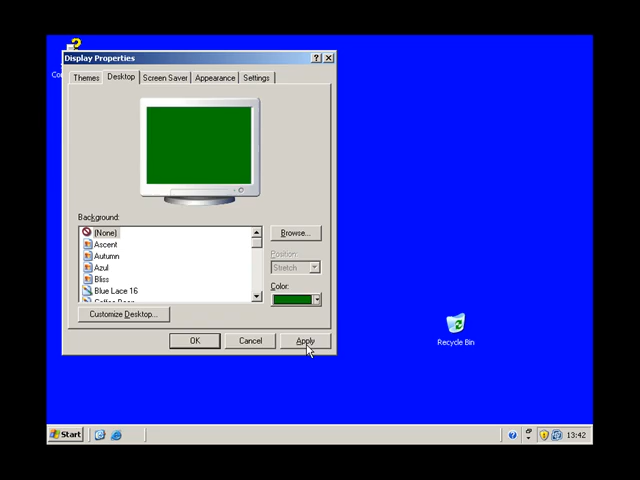 Display Properties
Themes
Desktop
Screen Saver
Appearance
Settings
Background:
(None)
Ascent
Autumn
Azul
Bliss
Blue Lace 16
Browse...
Position:
Stretch
Color:
Customize Desktop...
OK
Cancel
Apply
Recycle Bin
Start
13:42